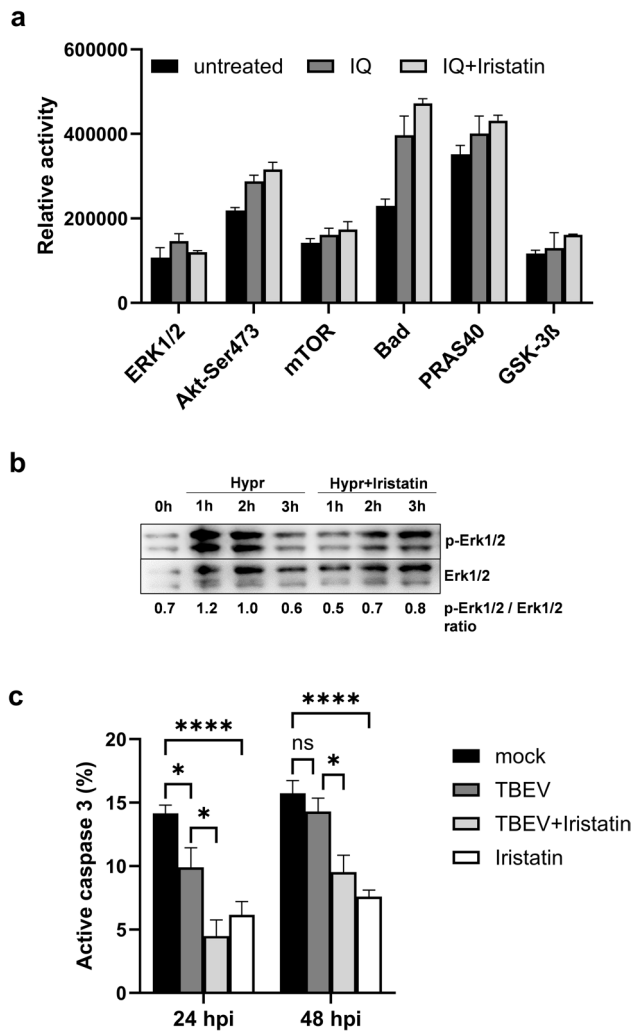 a
600000
untreated IQ IQ+Iristatin
400000
200000
0
Relative activity
ERK1/2 Akt-Ser473 mTOR Bad PRAS40 GSK-3ß
b
Hypr Hypr+Iristatin
0h 1h 2h 3h 1h 2h 3h
p-Erk1/2
Erk1/2
0.7 1.2 1.0 0.6 0.5 0.7 0.8 p-Erk1/2 / Erk1/2
ratio
c
**** ****
ns
* * *
20
15
10
5
0
Active caspase 3 (%)
24 hpi 48 hpi
mock
TBEV
TBEV+Iristatin
Iristatin